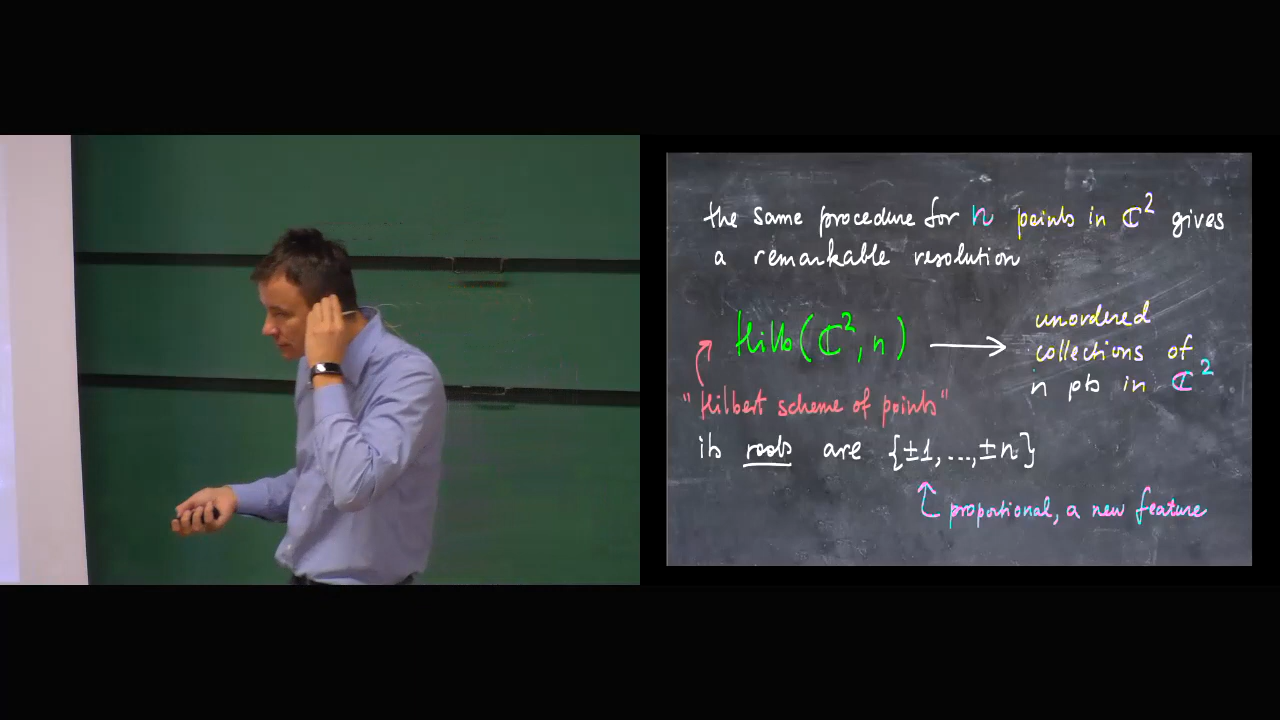 the same procedure for n points in ℂ² gives
a remarkable resolution
Hilb(ℂ², n) ⟶ unordered
collections of
n pts in ℂ²
"Hilbert scheme of points"
its roots are {±1,...,±n}
proportional, a new feature